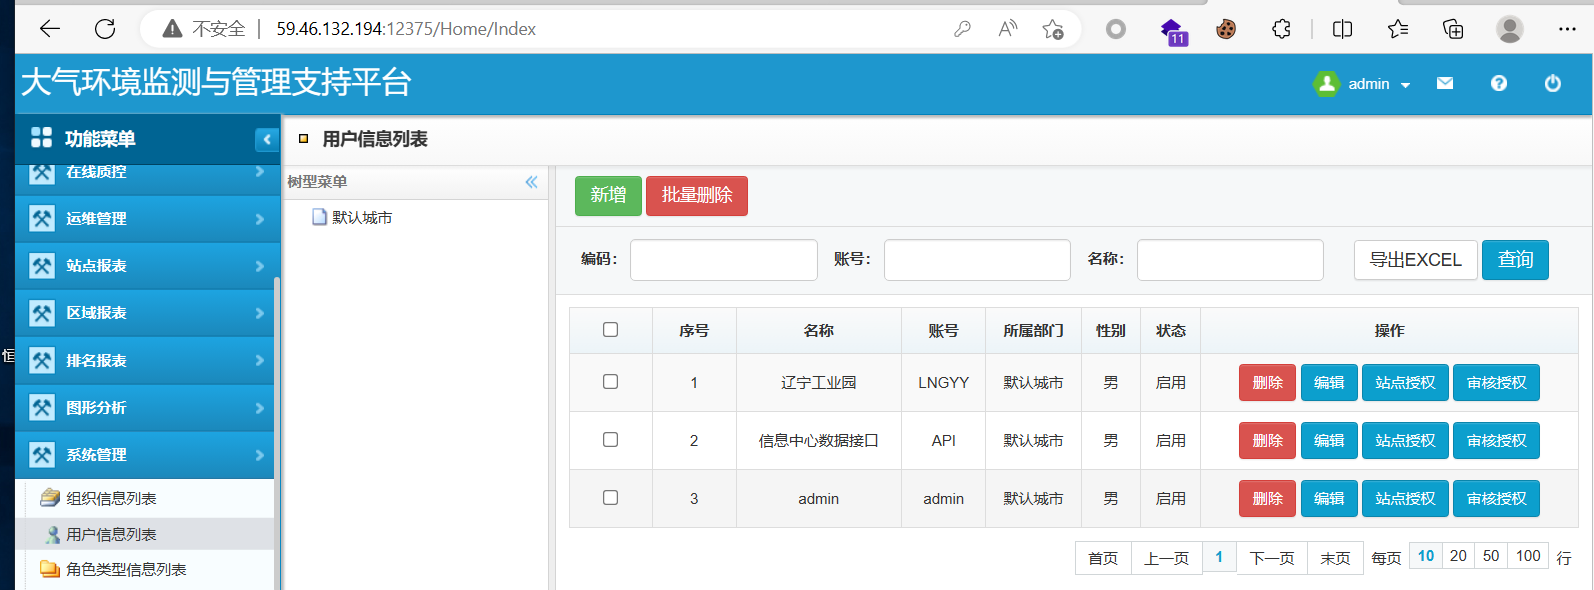 不安全 59.46.132.194:12375/Home/Index
11
大气环境监测与管理支持平台
admin
功能菜单
用户信息列表
在线质控
树型菜单
新增 批量删除
运维管理
默认城市
站点报表
编码: 账号: 名称: 导出EXCEL 查询
区域报表
序号 名称 账号 所属部门 性别 状态 操作
恒
排名报表
1 辽宁工业园 LNGYY 默认城市 男 启用 删除 编辑 站点授权 审核授权
图形分析
2 信息中心数据接口 API 默认城市 男 启用 删除 编辑 站点授权 审核授权
系统管理
组织信息列表
3 admin admin 默认城市 男 启用 删除 编辑 站点授权 审核授权
用户信息列表
首页 上一页 1 下一页 末页 每页 10 20 50 100 行
角色类型信息列表